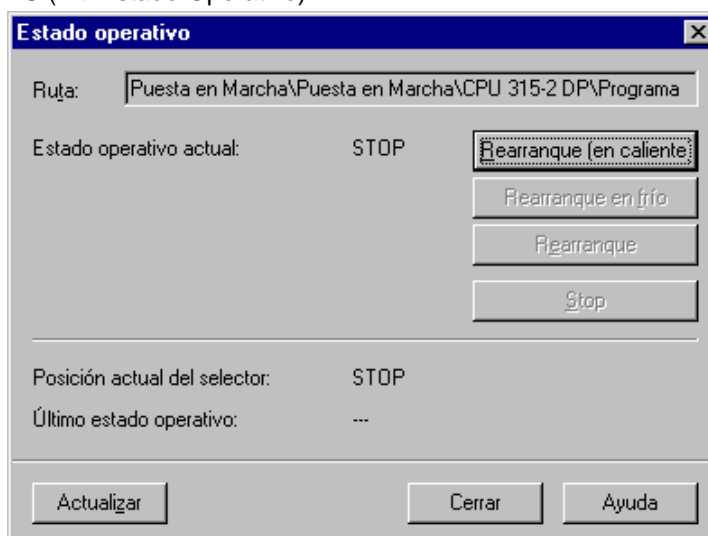 Estado operativo
Ruta: Puesta en Marcha\Puesta en Marcha\CPU 315-2 DP\Programa
Estado operativo actual: STOP Rearranque (en caliente)
Rearranque en frío
Rearranque
Stop
Posición actual del selector: STOP
Último estado operativo: ---
Actualizar Cerrar Ayuda